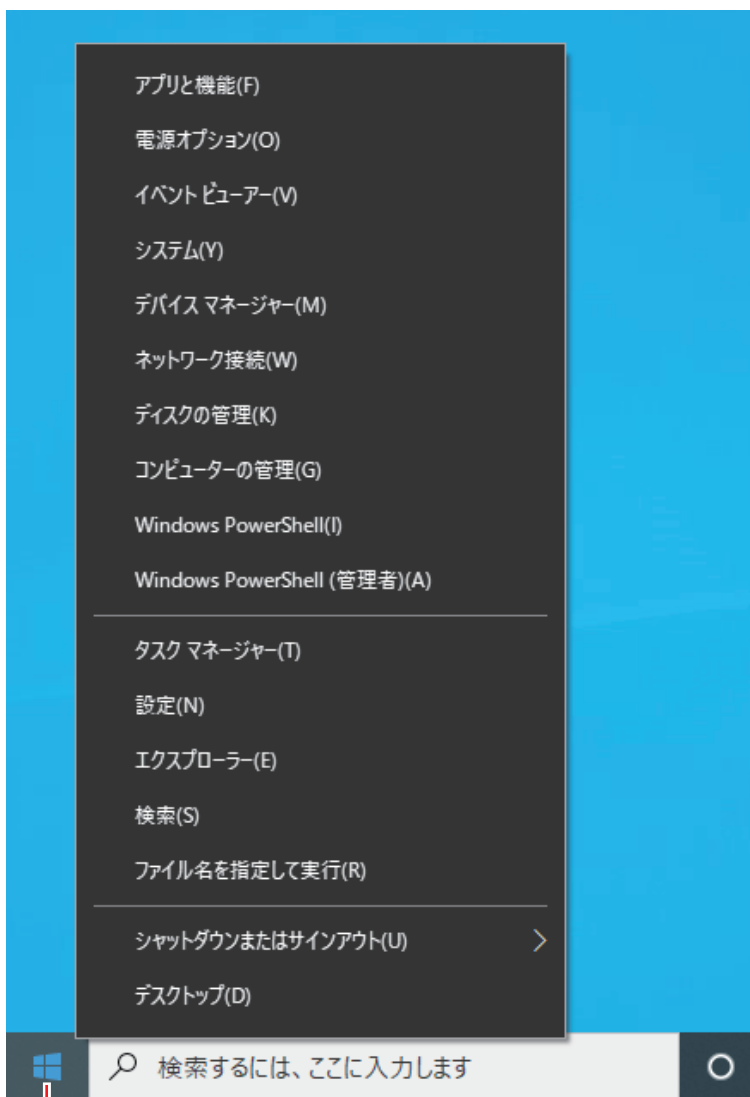 アプリと機能(F)
電源オプション(O)
イベント ビューアー(V)
システム(Y)
デバイス マネージャー(M)
ネットワーク接続(W)
ディスクの管理(K)
コンピューターの管理(G)
Windows PowerShell(I)
Windows PowerShell (管理者)(A)
タスク マネージャー(T)
設定(N)
エクスプローラー(E)
検索(S)
ファイル名を指定して実行(R)
シャットダウンまたはサインアウト(U)
デスクトップ(D)
検索するには、ここに入力します